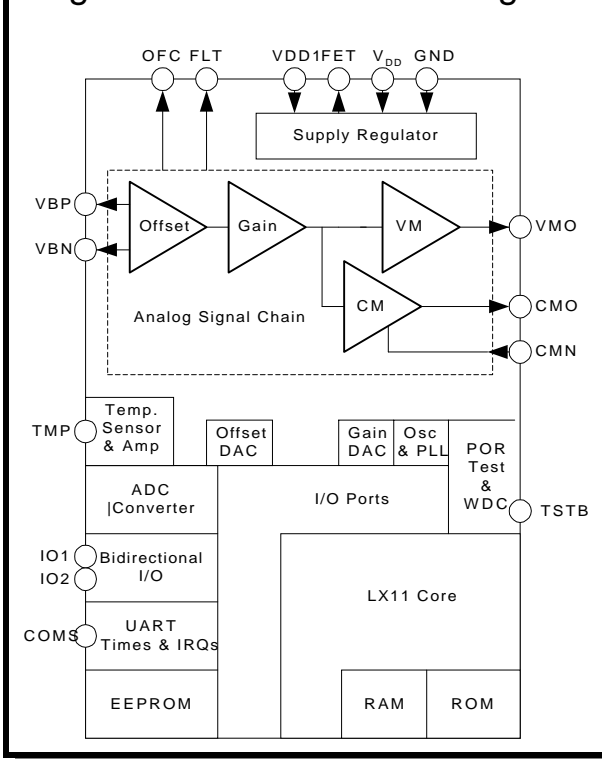 OFC FLT VDD1 FET VDD GND
Supply Regulator
VBP
VBN
Offset
Gain
VM
VMO
CM
CMO
CMN
Analog Signal Chain
TMP
Temp.
Sensor
& Amp
Offset
DAC
Gain
DAC
Osc
& PLL
POR
Test
&
WDC
TSTB
ADC
|Converter
I/O Ports
IO1
IO2
Bidirectional
I/O
LX11 Core
COMS
UART
Times & IRQs
EEPROM
RAM
ROM